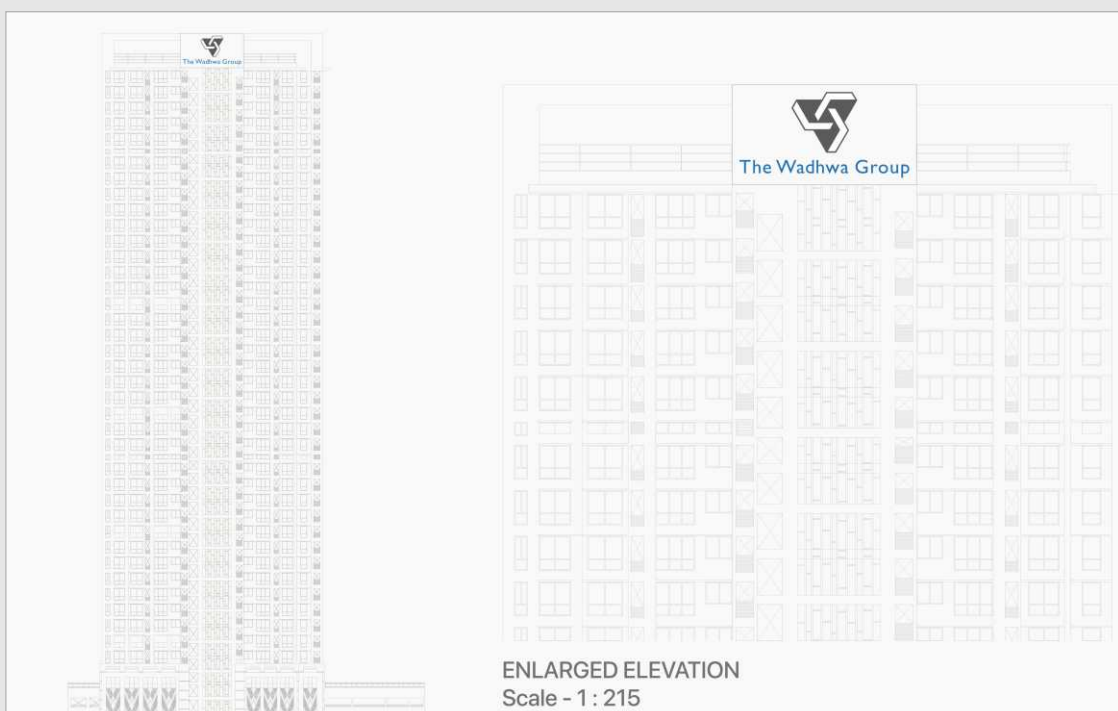 The Wadhwa Group
The Wadhwa Group
ENLARGED ELEVATION
Scale - 1 : 215